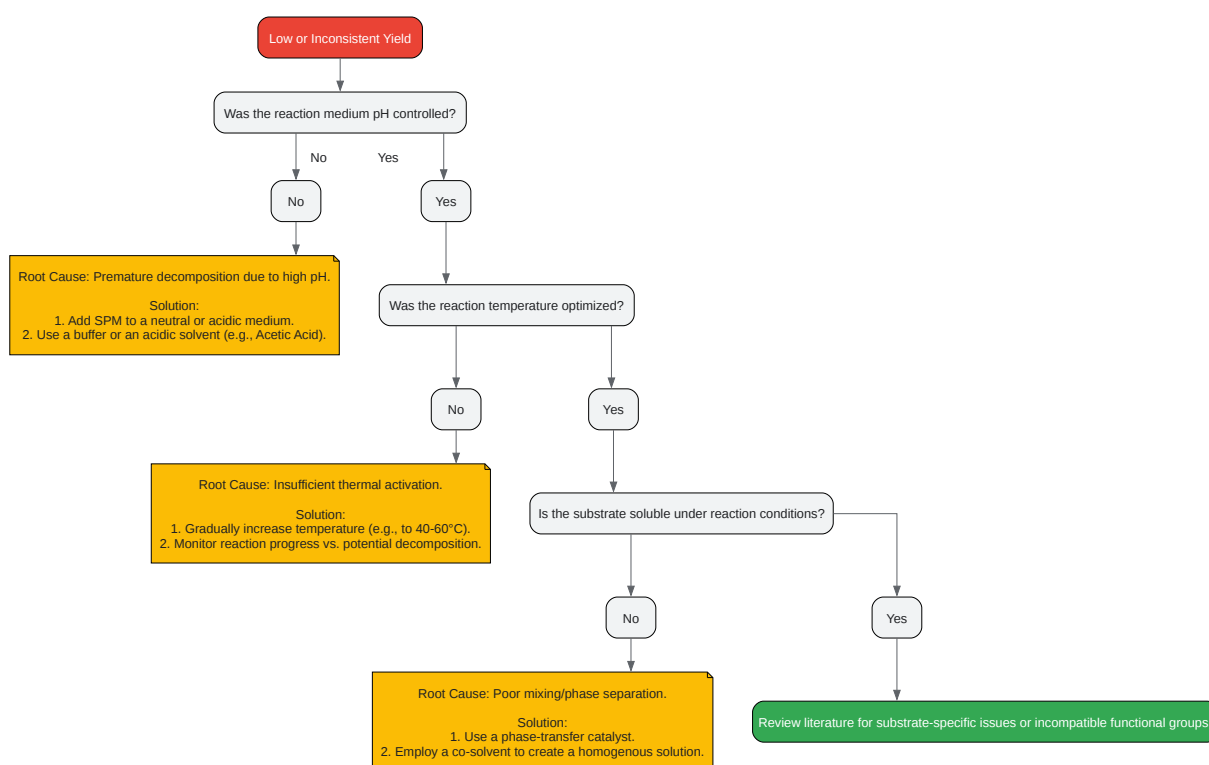 Low or Inconsistent Yield
Was the reaction medium pH controlled?
No
Yes
No
Yes
Root Cause: Premature decomposition due to high pH.
Solution:
1. Add SPM to a neutral or acidic medium.
2. Use a buffer or an acidic solvent (e.g., Acetic Acid).
Was the reaction temperature optimized?
No
Yes
Root Cause: Insufficient thermal activation.
Solution:
1. Gradually increase temperature (e.g., to 40-60°C).
2. Monitor reaction progress vs. potential decomposition.
Is the substrate soluble under reaction conditions?
No
Yes
Root Cause: Poor mixing/phase separation.
Solution:
1. Use a phase-transfer catalyst.
2. Employ a co-solvent to create a homogenous solution.
Review literature for substrate-specific issues or incompatible functional groups